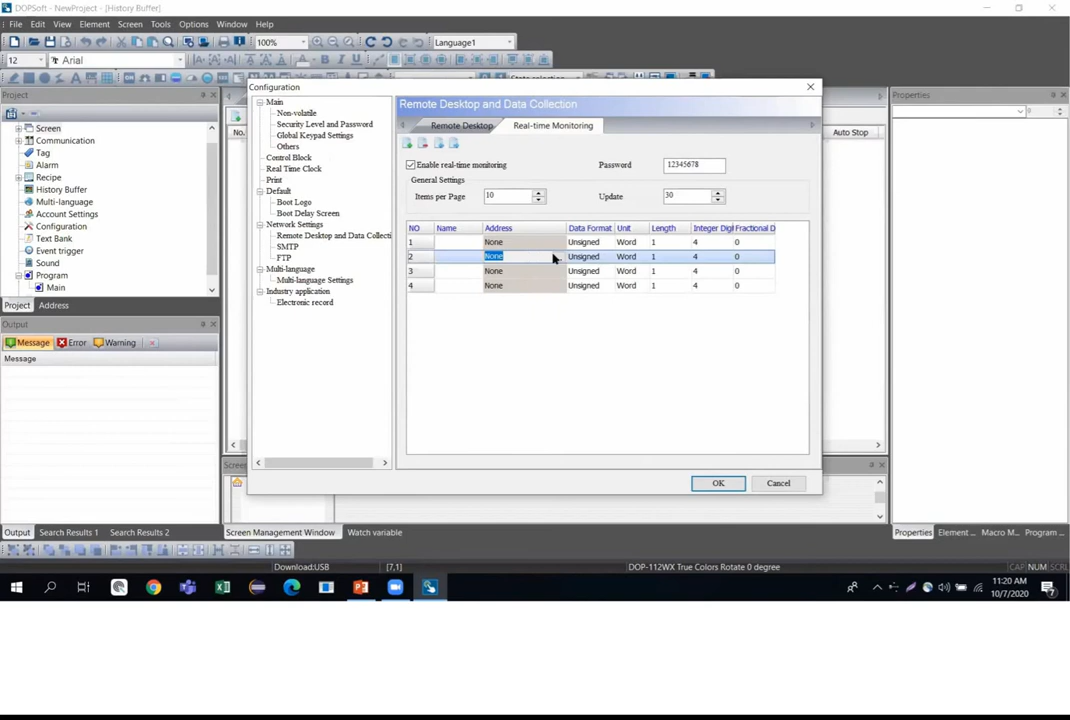 DOPSoft - NewProject - [History Buffer]
File Edit View Element Screen Tools Options Window Help
100% Language1
12 Arial
State selection
Project
Screen
Communication
Tag
Alarm
Recipe
History Buffer
Multi-language
Account Settings
Configuration
Text Bank
Event trigger
Sound
Program
Main
Project Address
Output
Message Error Warning
Message
Output Search Results 1 Search Results 2
No.
Auto Stop
Configuration
Main
Non-volatile
Security Level and Password
Global Keypad Settings
Others
Control Block
Real Time Clock
Print
Default
Boot Logo
Boot Delay Screen
Network Settings
Remote Desktop and Data Collecti
SMTP
FTP
Multi-language
Multi-language Settings
Industry application
Electronic record
Remote Desktop and Data Collection
Remote Desktop Real-time Monitoring
Enable real-time monitoring Password 12345678
General Settings
Items per Page 10 Update 30
NO Name Address Data Format Unit Length Integer Digi Fractional D
1 None Unsigned Word 1 4 0
2 None Unsigned Word 1 4 0
3 None Unsigned Word 1 4 0
4 None Unsigned Word 1 4 0
OK Cancel
Screen
Screen Management Window Watch variable
Properties
Properties Element ... Macro M... Program ...
Download:USB [7,1] DOP-112WX True Colors Rotate 0 degree CAP NUM SCRL
11:20 AM
10/7/2020
7